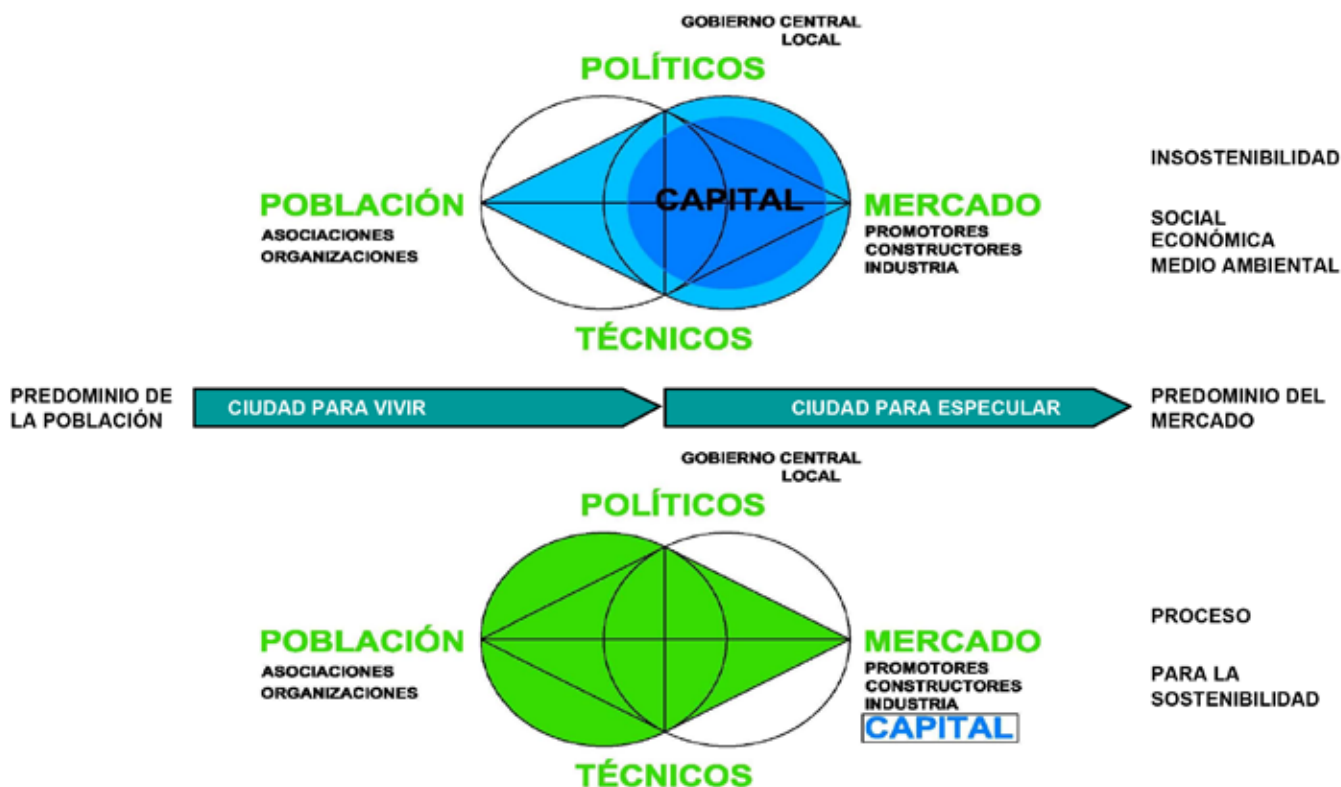 GOBIERNO CENTRAL
LOCAL
POLÍTICOS
POBLACIÓN
ASOCIACIONES
ORGANIZACIONES
CAPITAL
MERCADO
PROMOTORES
CONSTRUCTORES
INDUSTRIA
INSOSTENIBILIDAD
SOCIAL
ECONÓMICA
MEDIO AMBIENTAL
TÉCNICOS
PREDOMINIO DE
LA POBLACIÓN
CIUDAD PARA VIVIR
CIUDAD PARA ESPECULAR
PREDOMINIO DEL
MERCADO
GOBIERNO CENTRAL
LOCAL
POLÍTICOS
POBLACIÓN
ASOCIACIONES
ORGANIZACIONES
MERCADO
PROMOTORES
CONSTRUCTORES
INDUSTRIA
CAPITAL
PROCESO
PARA LA
SOSTENIBILIDAD
TÉCNICOS